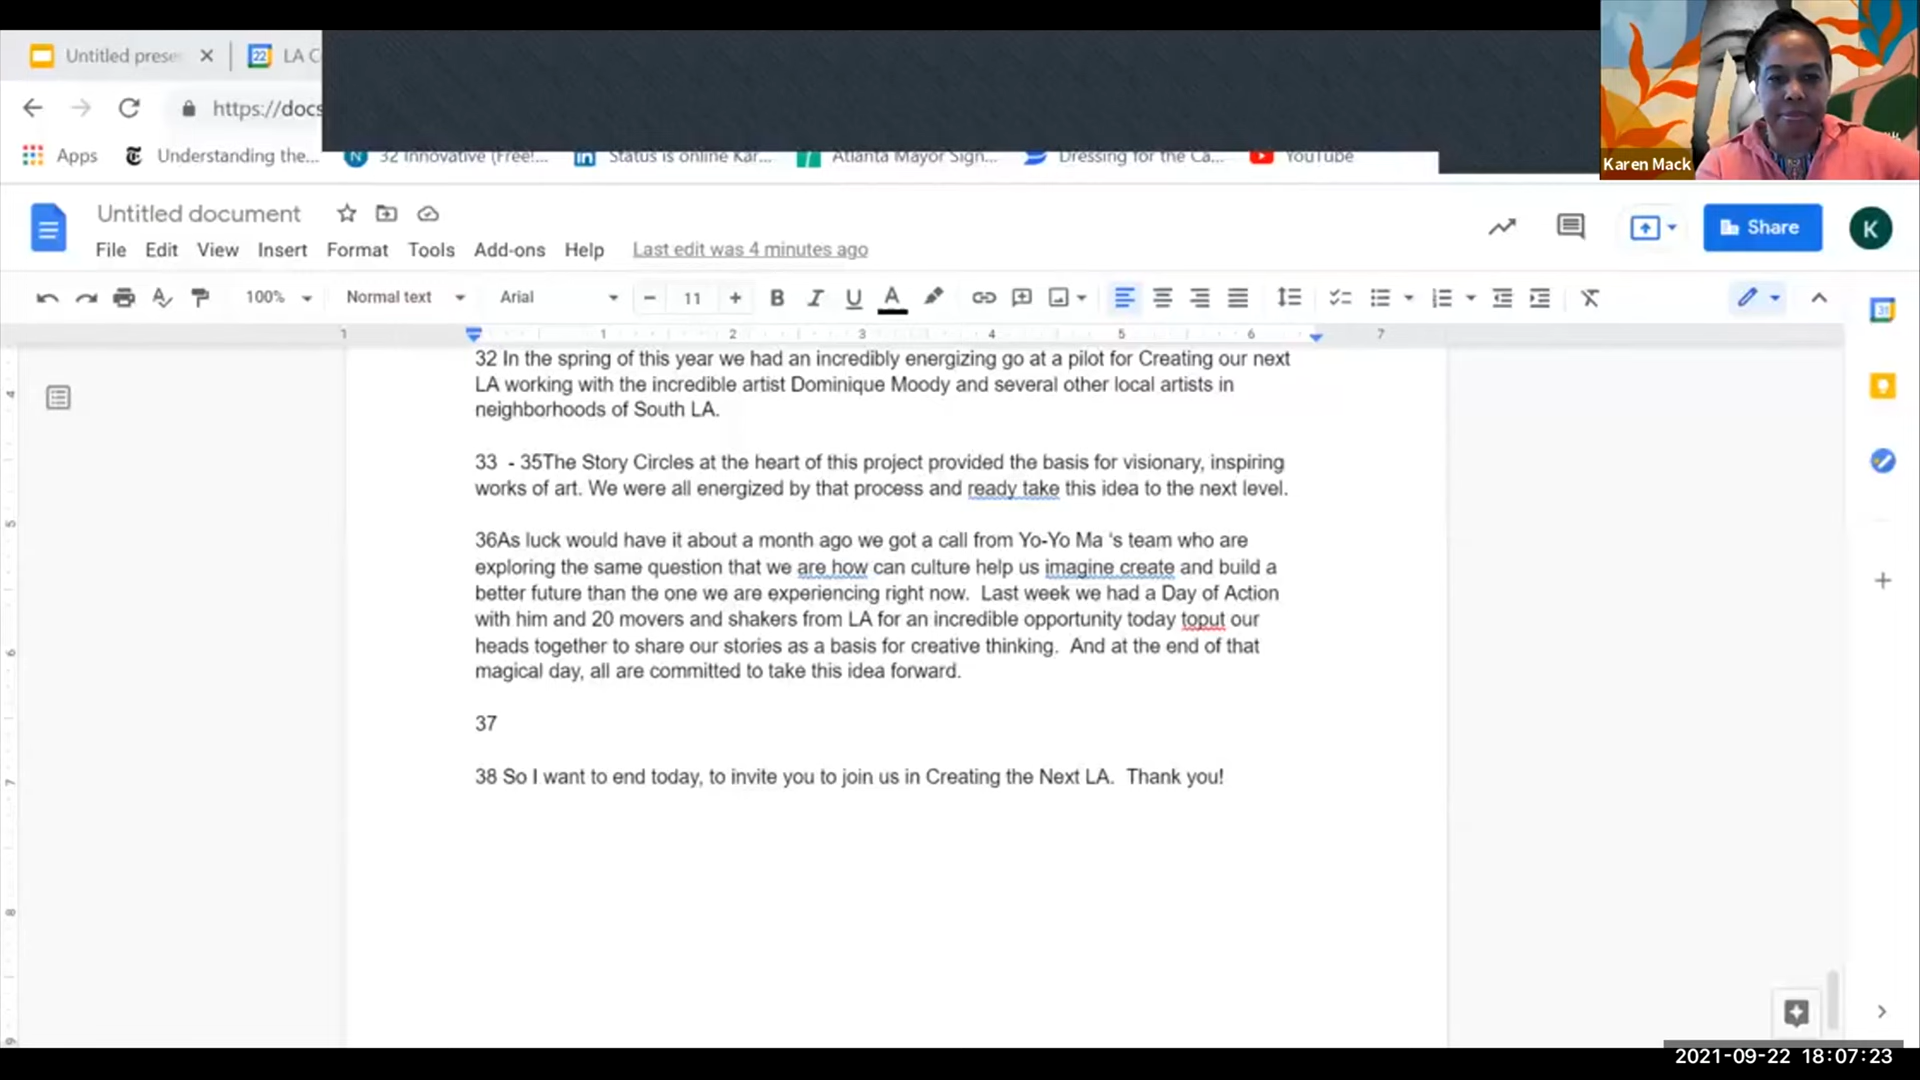 Untitled prese
22 LA C
https://docs
Karen Mack
Apps Understanding the... 32 Innovative (Free!... Status is online Kar... Atlanta Mayor Sign... Dressing for the Ca... YouTube
Untitled document
Share
K
File Edit View Insert Format Tools Add-ons Help Last edit was 4 minutes ago
100% Normal text Arial 11
1 1 2 3 4 5 6 7
32 In the spring of this year we had an incredibly energizing go at a pilot for Creating our next
LA working with the incredible artist Dominique Moody and several other local artists in
neighborhoods of South LA.
33 - 35The Story Circles at the heart of this project provided the basis for visionary, inspiring
works of art. We were all energized by that process and ready take this idea to the next level.
36As luck would have it about a month ago we got a call from Yo-Yo Ma ‘s team who are
exploring the same question that we are how can culture help us imagine create and build a
better future than the one we are experiencing right now. Last week we had a Day of Action
with him and 20 movers and shakers from LA for an incredible opportunity today toput our
heads together to share our stories as a basis for creative thinking. And at the end of that
magical day, all are committed to take this idea forward.
37
38 So I want to end today, to invite you to join us in Creating the Next LA. Thank you!
2021-09-22 18:07:23